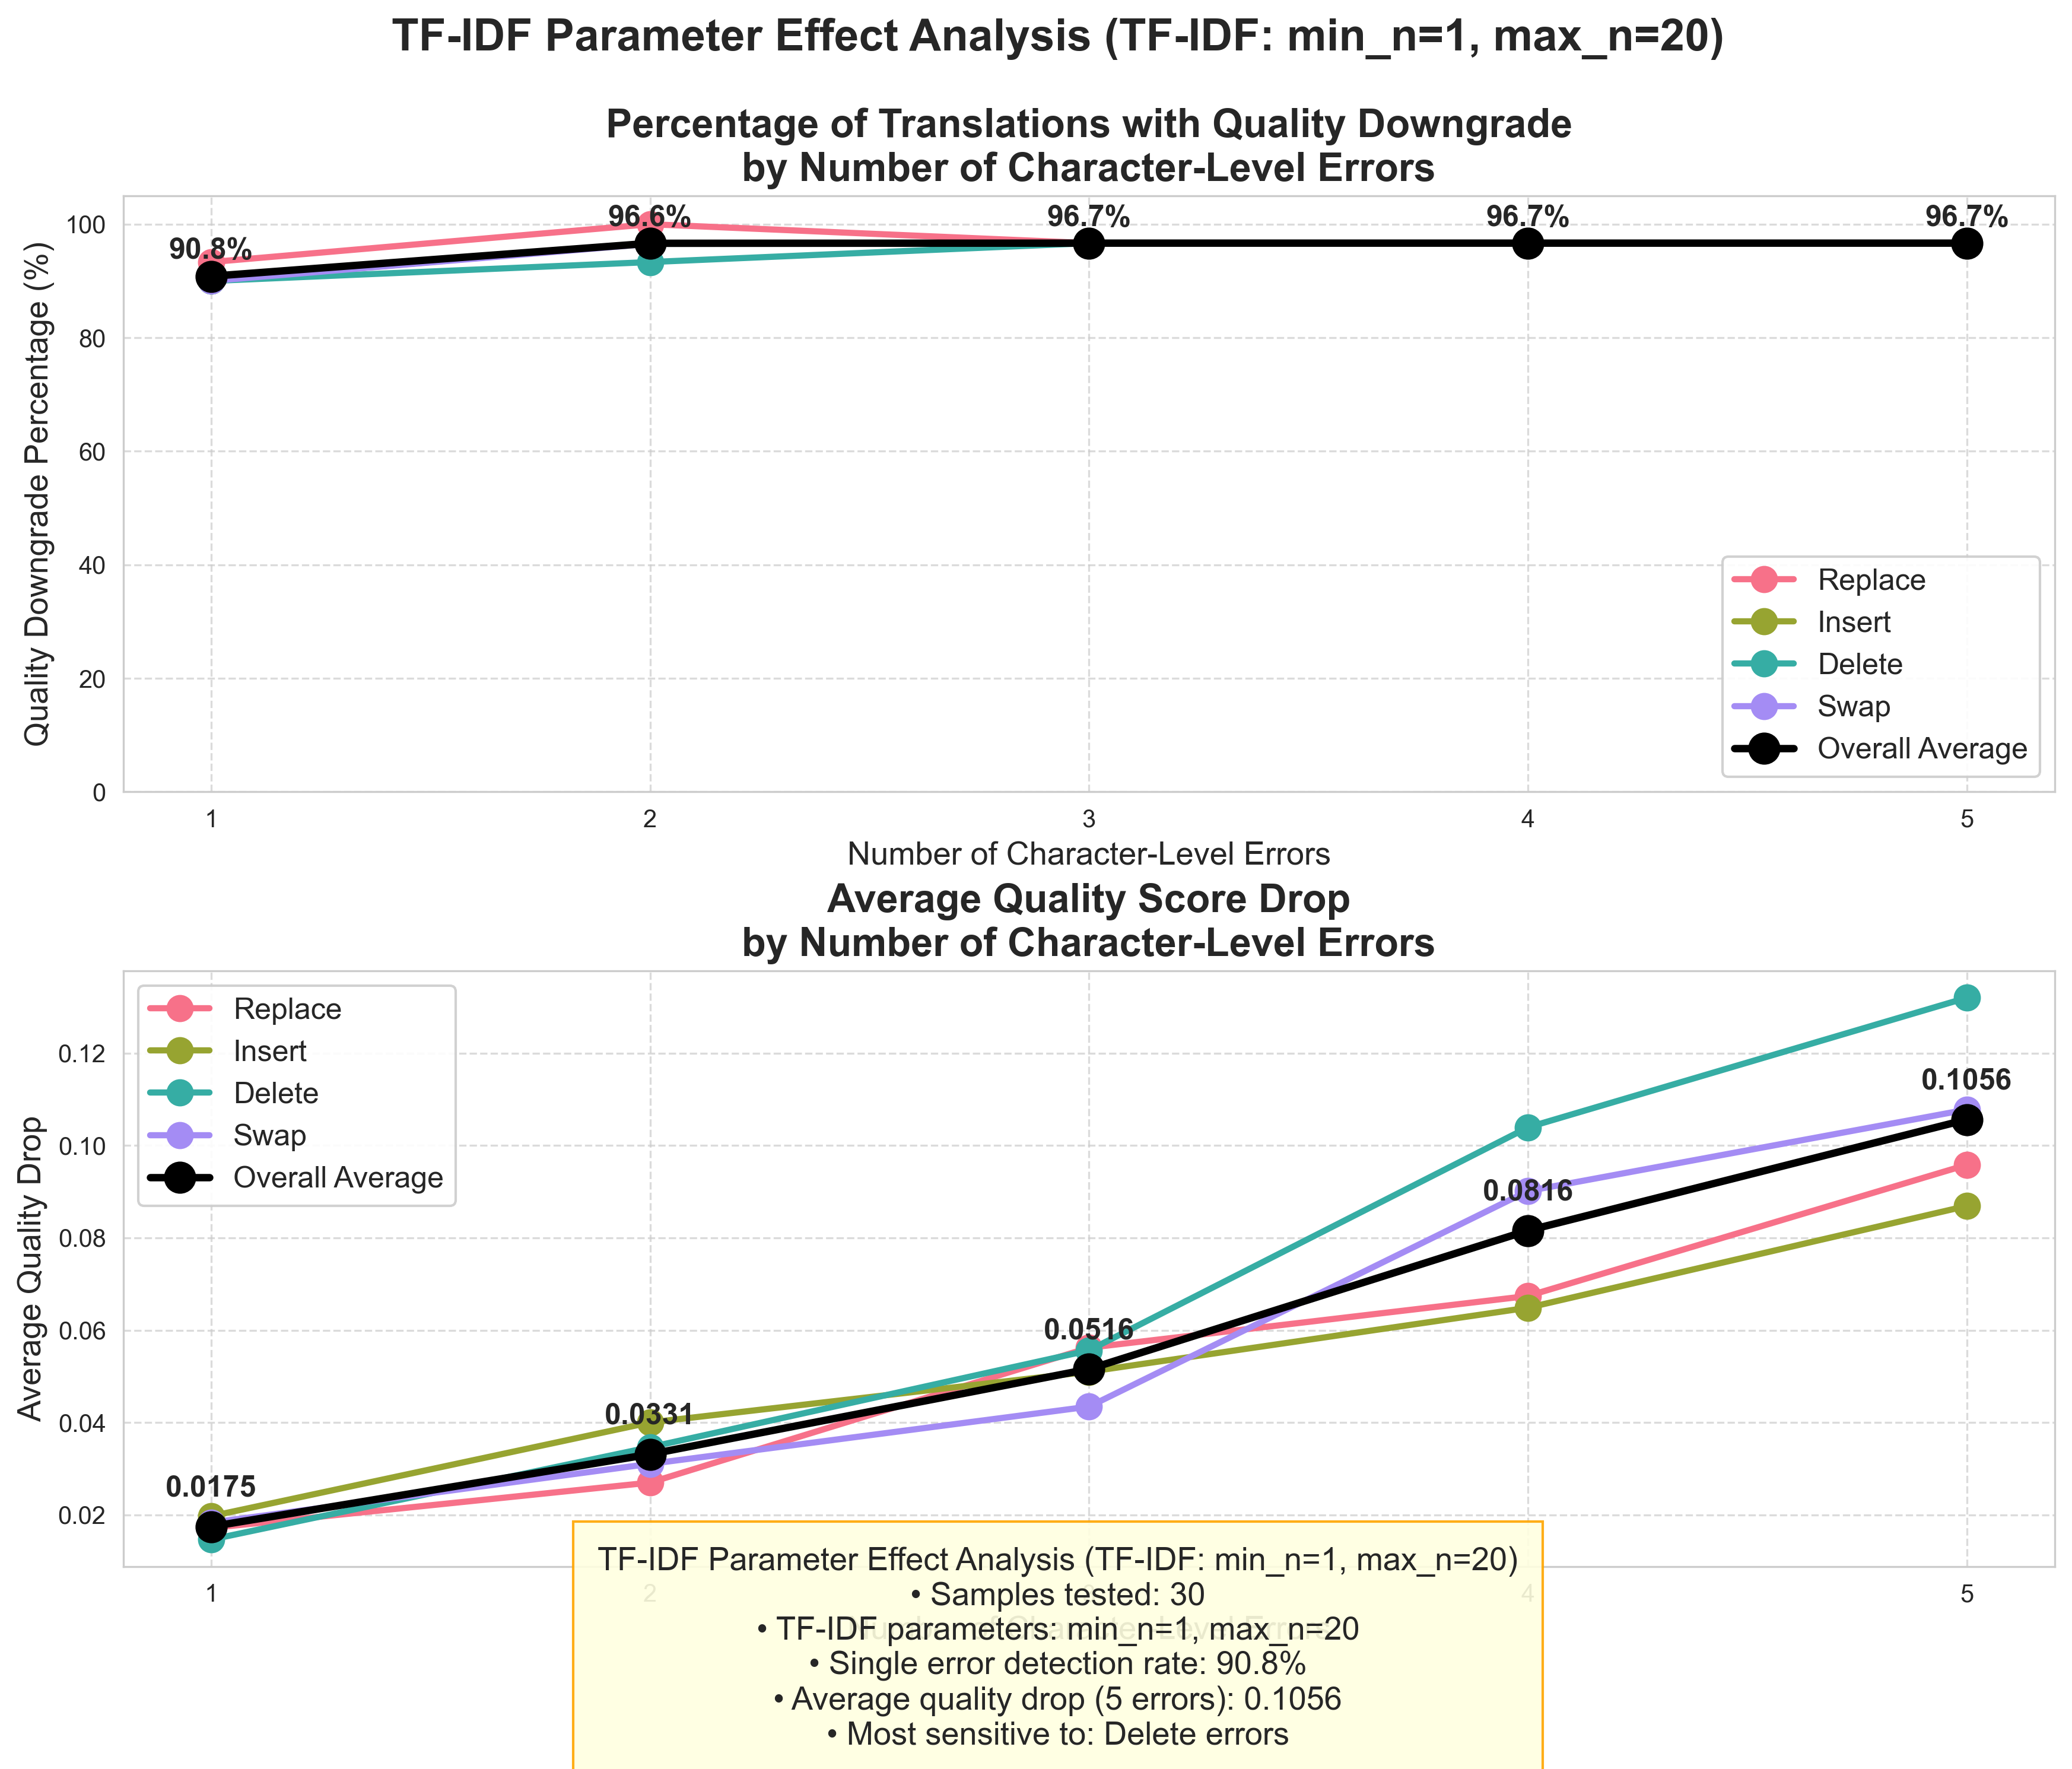 TF-IDF Parameter Effect Analysis (TF-IDF: min_n=1, max_n=20)
Percentage of Translations with Quality Downgrade
by Number of Character-Level Errors
Quality Downgrade Percentage (%)
100
80
60
40
20
0
90.8%
96.6%
96.7%
96.7%
96.7%
Replace
Insert
Delete
Swap
Overall Average
1
2
3
4
5
Number of Character-Level Errors
Average Quality Score Drop
by Number of Character-Level Errors
Average Quality Drop
0.12
0.10
0.08
0.06
0.04
0.02
Replace
Insert
Delete
Swap
Overall Average
0.0175
0.0331
0.0516
0.0816
0.1056
1
2
4
5
TF-IDF Parameter Effect Analysis (TF-IDF: min_n=1, max_n=20)
• Samples tested: 30
• TF-IDF parameters: min_n=1, max_n=20
• Single error detection rate: 90.8%
• Average quality drop (5 errors): 0.1056
• Most sensitive to: Delete errors